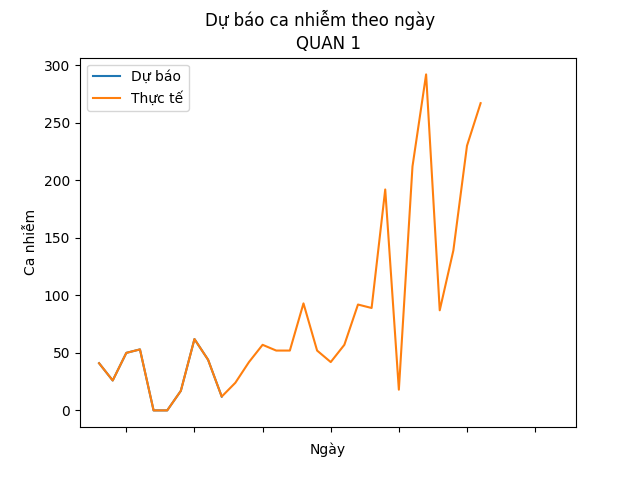 Dự báo ca nhiễm theo ngày
QUAN 1
Dự báo
Thực tế
300
250
200
150
100
50
0
Ca nhiễm
Ngày